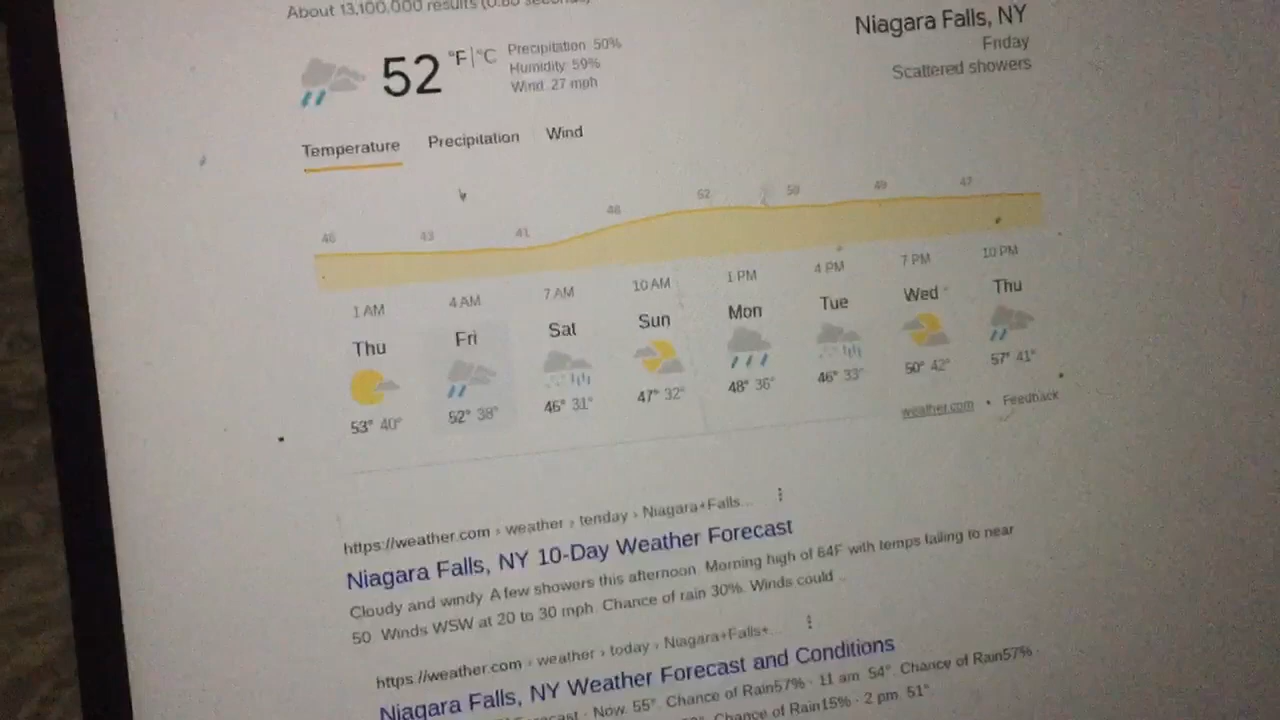 About 13,100,000 results (0.80 seconds)
Niagara Falls, NY
Friday
Scattered showers
52 °F|°C
Precipitation: 50%
Humidity: 59%
Wind: 27 mph
Temperature Precipitation Wind
46 43 41 48 52 50 49 47
1 AM 4 AM 7 AM 10 AM 1 PM 4 PM 7 PM 10 PM
Thu Fri Sat Sun Mon Tue Wed Thu
53° 40° 52° 38° 46° 31° 47° 32° 48° 36° 46° 33° 50° 42° 57° 41°
weather.com • Feedback
https://weather.com › weather › tenday › Niagara+Falls...
Niagara Falls, NY 10-Day Weather Forecast
Cloudy and windy. A few showers this afternoon. Morning high of 64F with temps falling to near
50. Winds WSW at 20 to 30 mph. Chance of rain 30%. Winds could ...
https://weather.com › weather › today › Niagara+Falls+...
Niagara Falls, NY Weather Forecast and Conditions
Now. 55° · Chance of Rain57% · 11 am. 54° · Chance of Rain57% ·
Chance of Rain15% · 2 pm. 51°